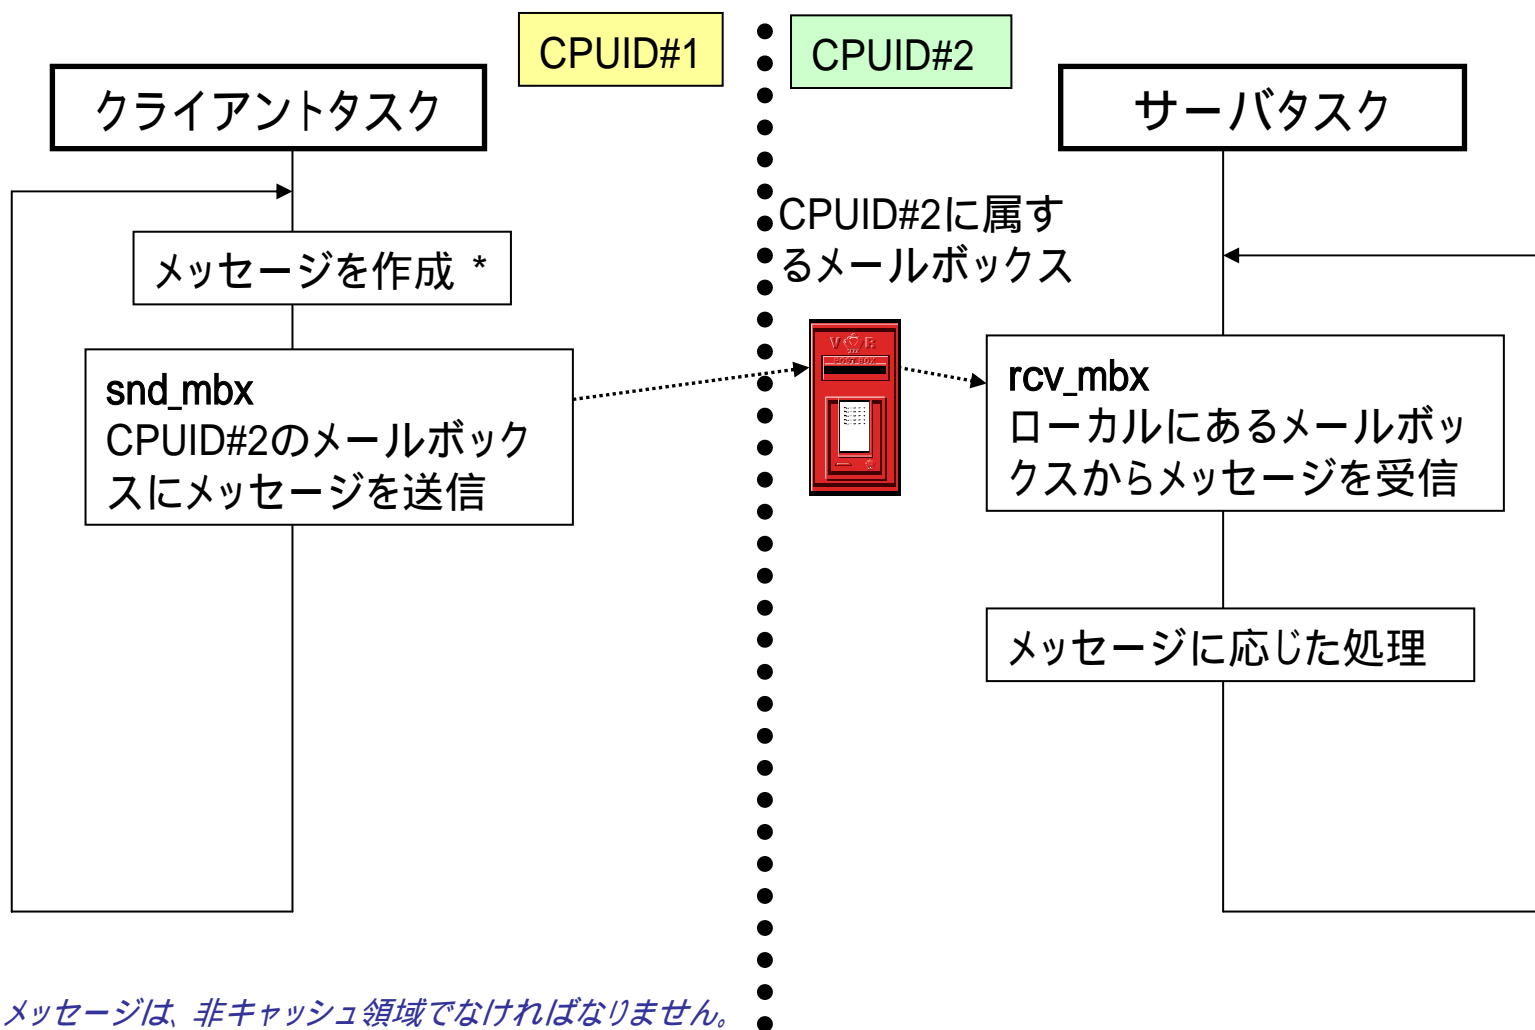 CPUID#1
CPUID#2
クライアントタスク
サーバタスク
CPUID#2に属す
るメールボックス
メッセージを作成 *
V R
POST BOX
snd_mbx
CPUID#2のメールボック
スにメッセージを送信
rcv_mbx
ローカルにあるメールボッ
クスからメッセージを受信
メッセージに応じた処理
メッセージは、非キャッシュ領域でなければなりません。